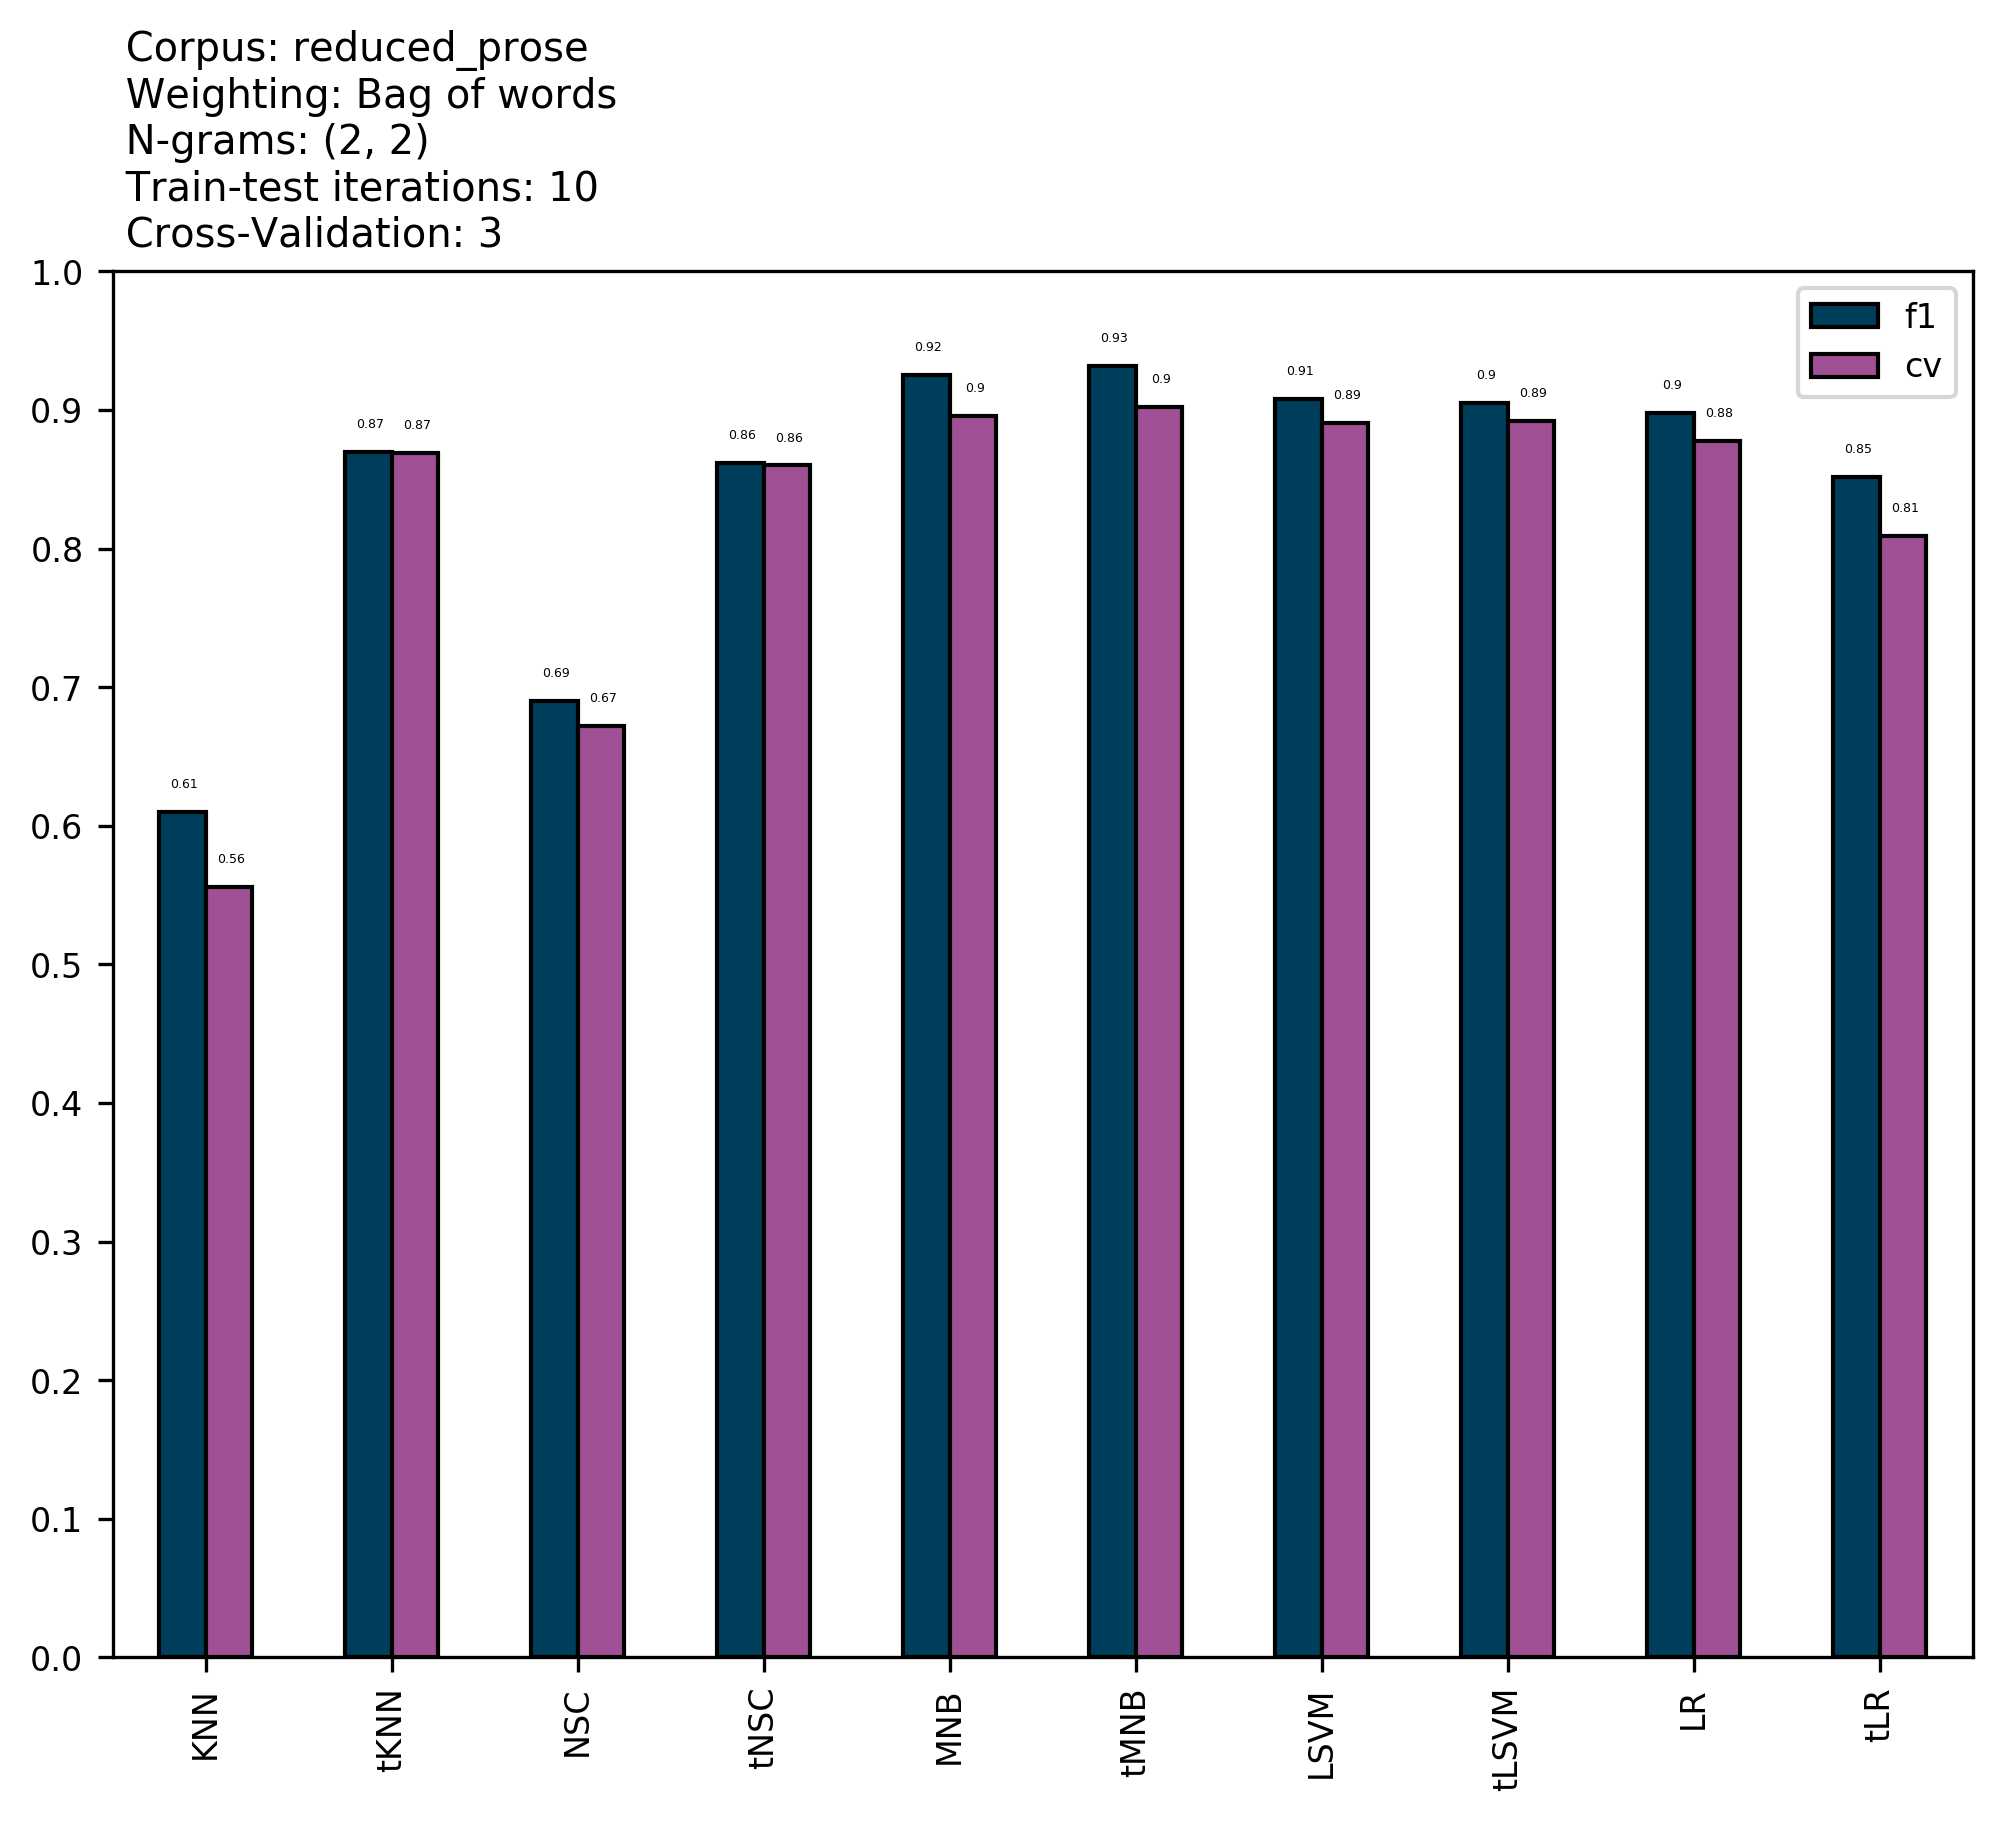 Corpus: reduced_prose
Weighting: Bag of words
N-grams: (2, 2)
Train-test iterations: 10
Cross-Validation: 3
1.0
0.9
0.8
0.7
0.6
0.5
0.4
0.3
0.2
0.1
0.0
f1
cv
0.61
0.56
0.87
0.87
0.69
0.67
0.86
0.86
0.92
0.9
0.93
0.9
0.91
0.89
0.9
0.89
0.9
0.88
0.85
0.81
KNN
tKNN
NSC
tNSC
MNB
tMNB
LSVM
tLSVM
LR
tLR